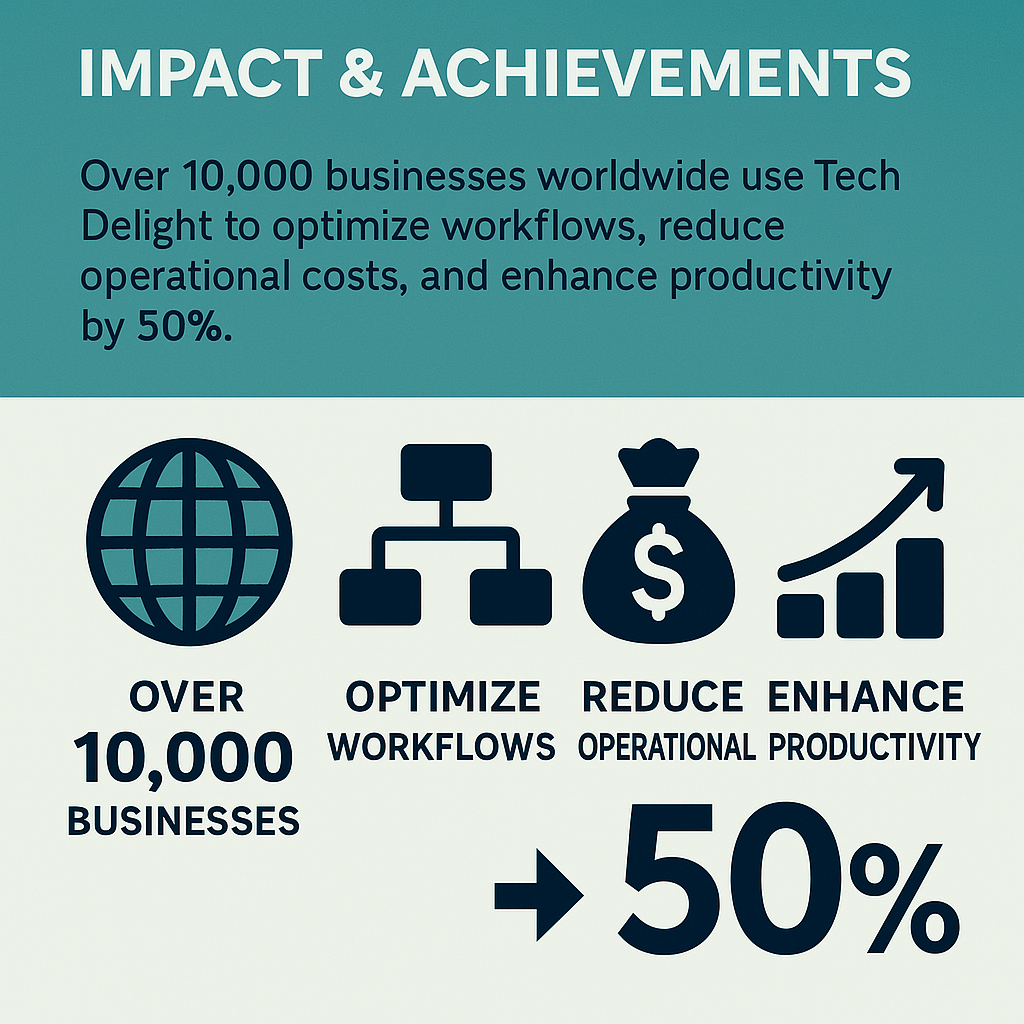 IMPACT & ACHIEVEMENTS
Over 10,000 businesses worldwide use Tech
Delight to optimize workflows, reduce
operational costs, and enhance productivity
by 50%.
$
OVER
10,000
BUSINESSES
OPTIMIZE
WORKFLOWS
REDUCE
OPERATIONAL
ENHANCE
PRODUCTIVITY
50%